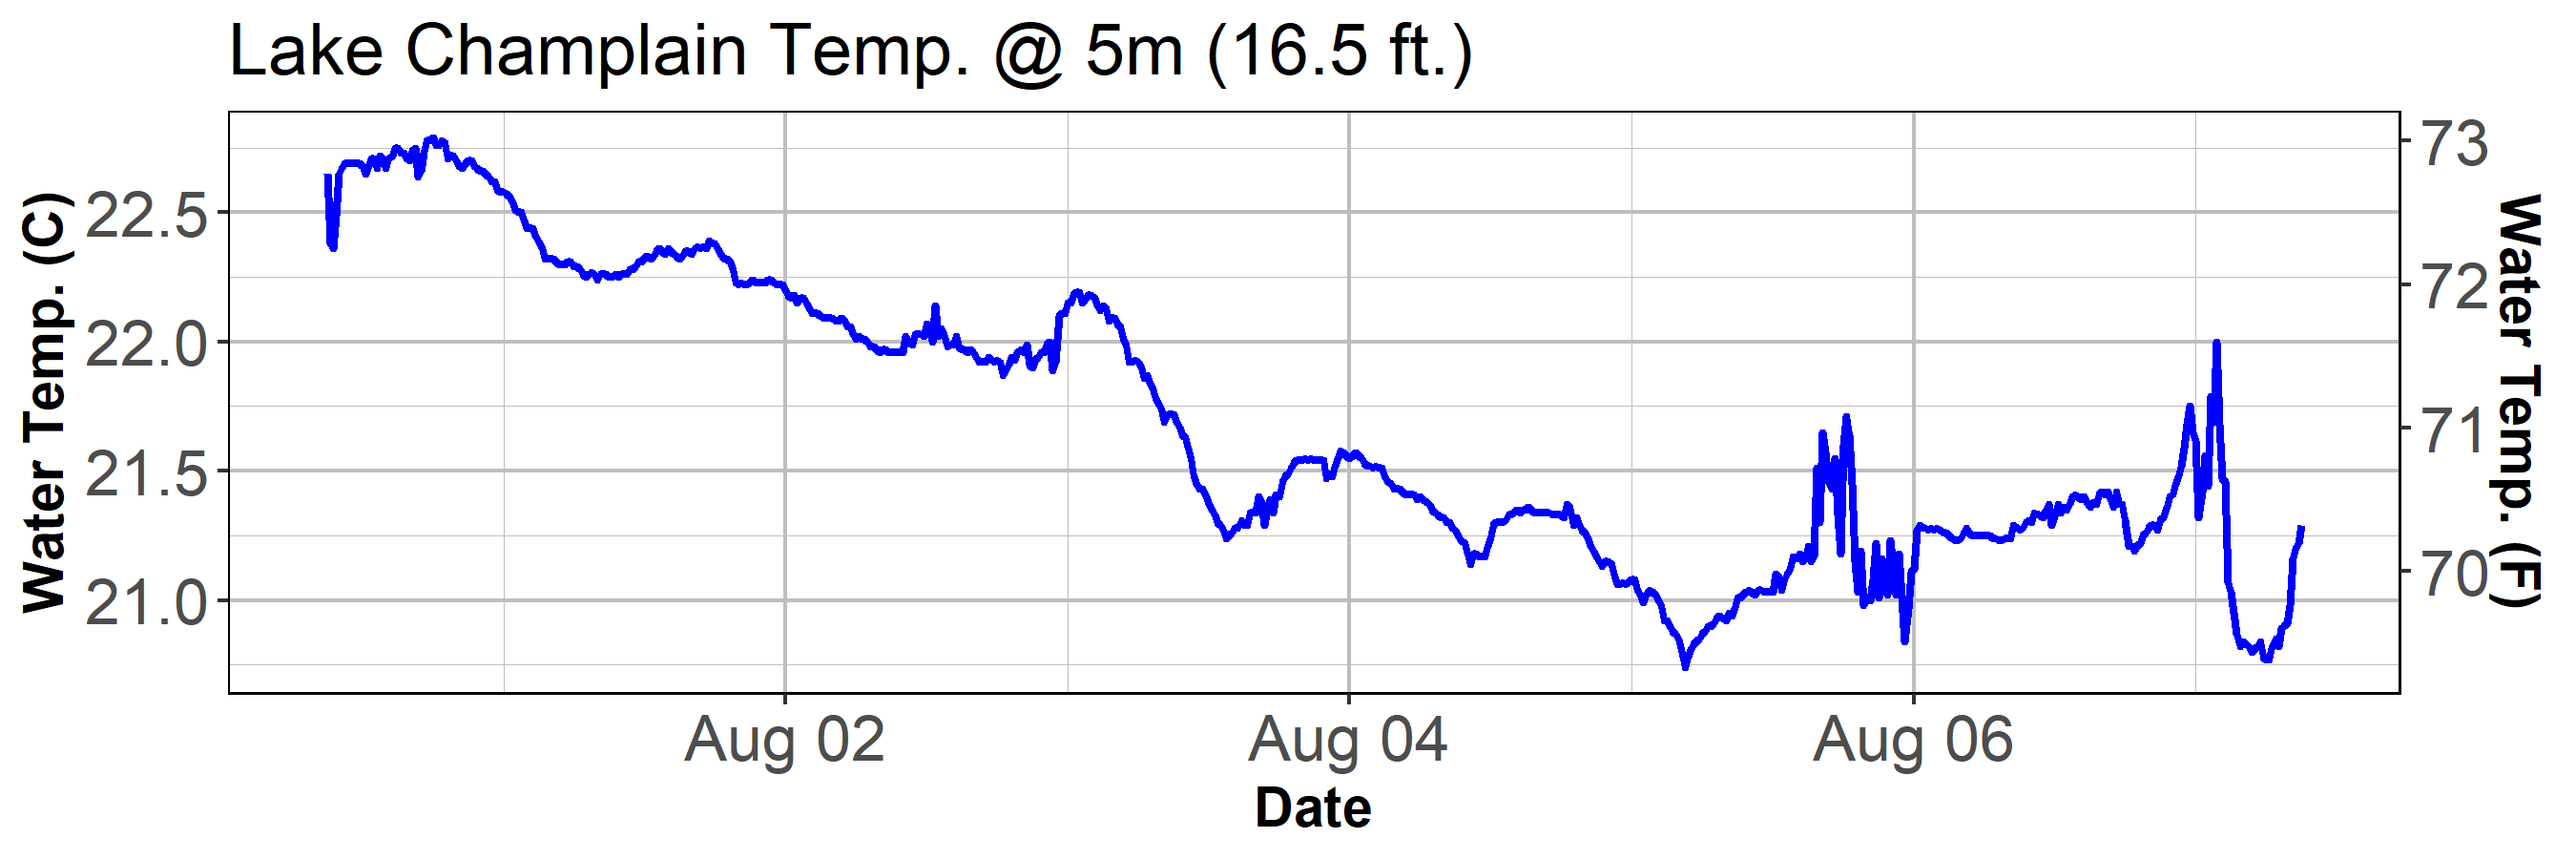 Lake Champlain Temp. @ 5m (16.5 ft.)
Water Temp. (C)
22.5
22.0
21.5
21.0
73
72
71
70
Water Temp. (F)
Aug 02 Aug 04 Aug 06
Date